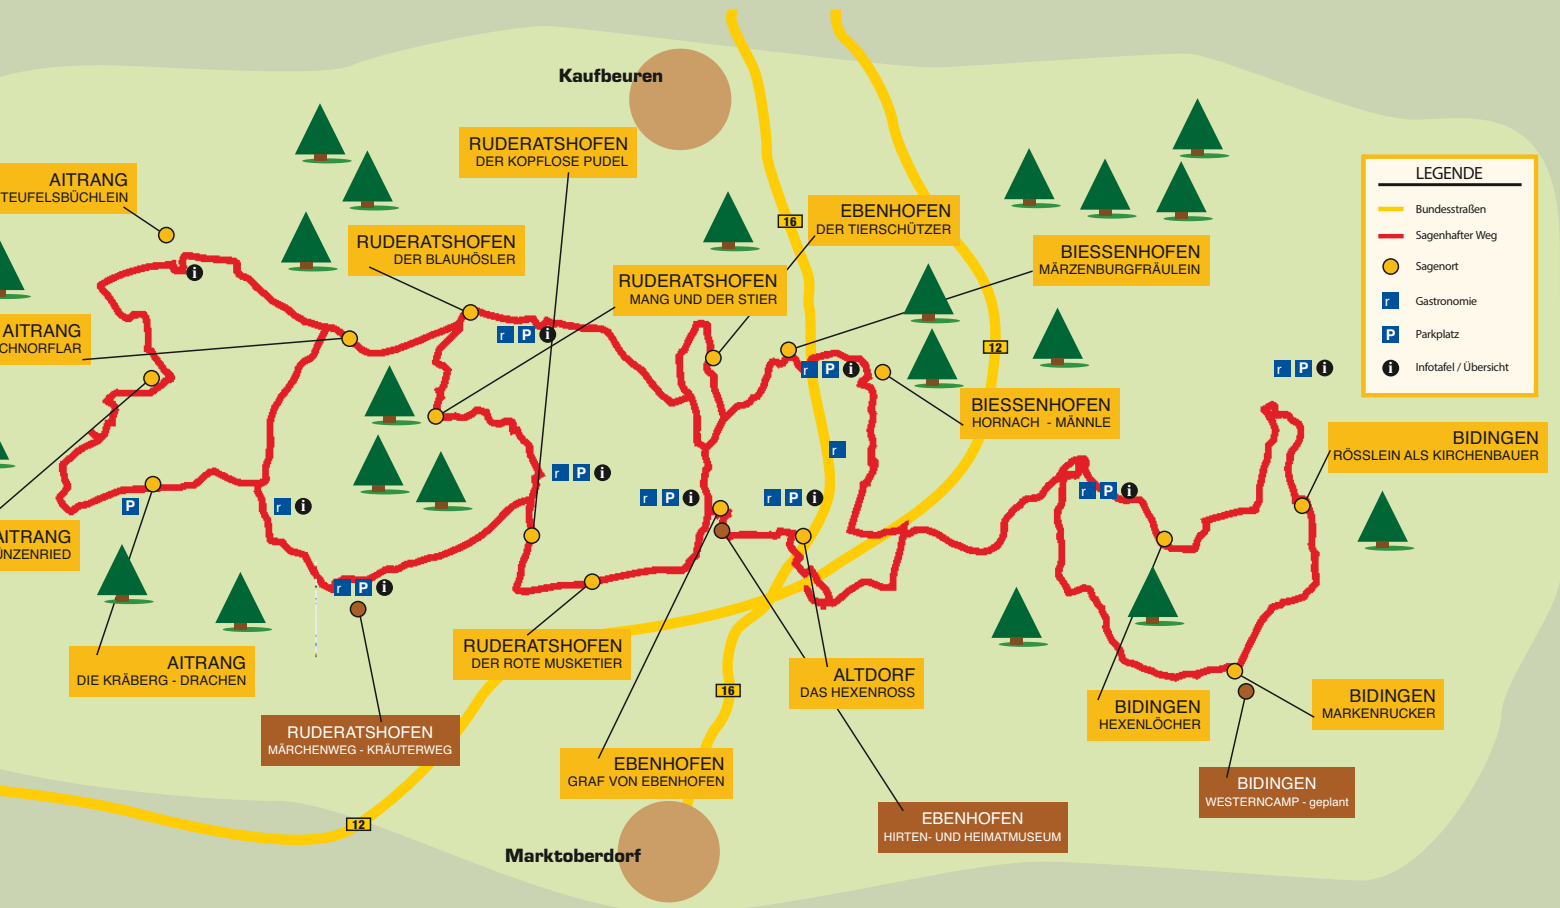 Kaufbeuren
RUDERATSHOFEN
DER KOPFLOSE PUDEL
AITRANG
TEUFELSBÜCHLEIN
LEGENDE
Bundesstraßen
Sagenhafter Weg
Sagenort
r Gastronomie
P Parkplatz
i Infotafel / Übersicht
16
EBENHOFEN
DER TIERSCHÜTZER
RUDERATSHOFEN
DER BLAUHÖSLER
BIESSENHOFEN
MÄRZENBURGFRÄULEIN
RUDERATSHOFEN
MANG UND DER STIER
i
AITRANG
CHNORFLAR
r P i
12
r P i
r P i
BIESSENHOFEN
HORNACH - MÄNNLE
BIDINGEN
RÖSSLEIN ALS KIRCHENBAUER
r
r P i
r P i
r P i
r P i
P
r i
AITRANG
ÜNZENRIED
r P i
RUDERATSHOFEN
DER ROTE MUSKETIER
AITRANG
DIE KRÄBERG - DRACHEN
ALTDORF
DAS HEXENROSS
16
BIDINGEN
HEXENLÖCHER
BIDINGEN
MARKENRUCKER
RUDERATSHOFEN
MÄRCHENWEG - KRÄUTERWEG
EBENHOFEN
GRAF VON EBENHOFEN
BIDINGEN
WESTERNCAMP - geplant
12
EBENHOFEN
HIRTEN- UND HEIMATMUSEUM
Marktoberdorf